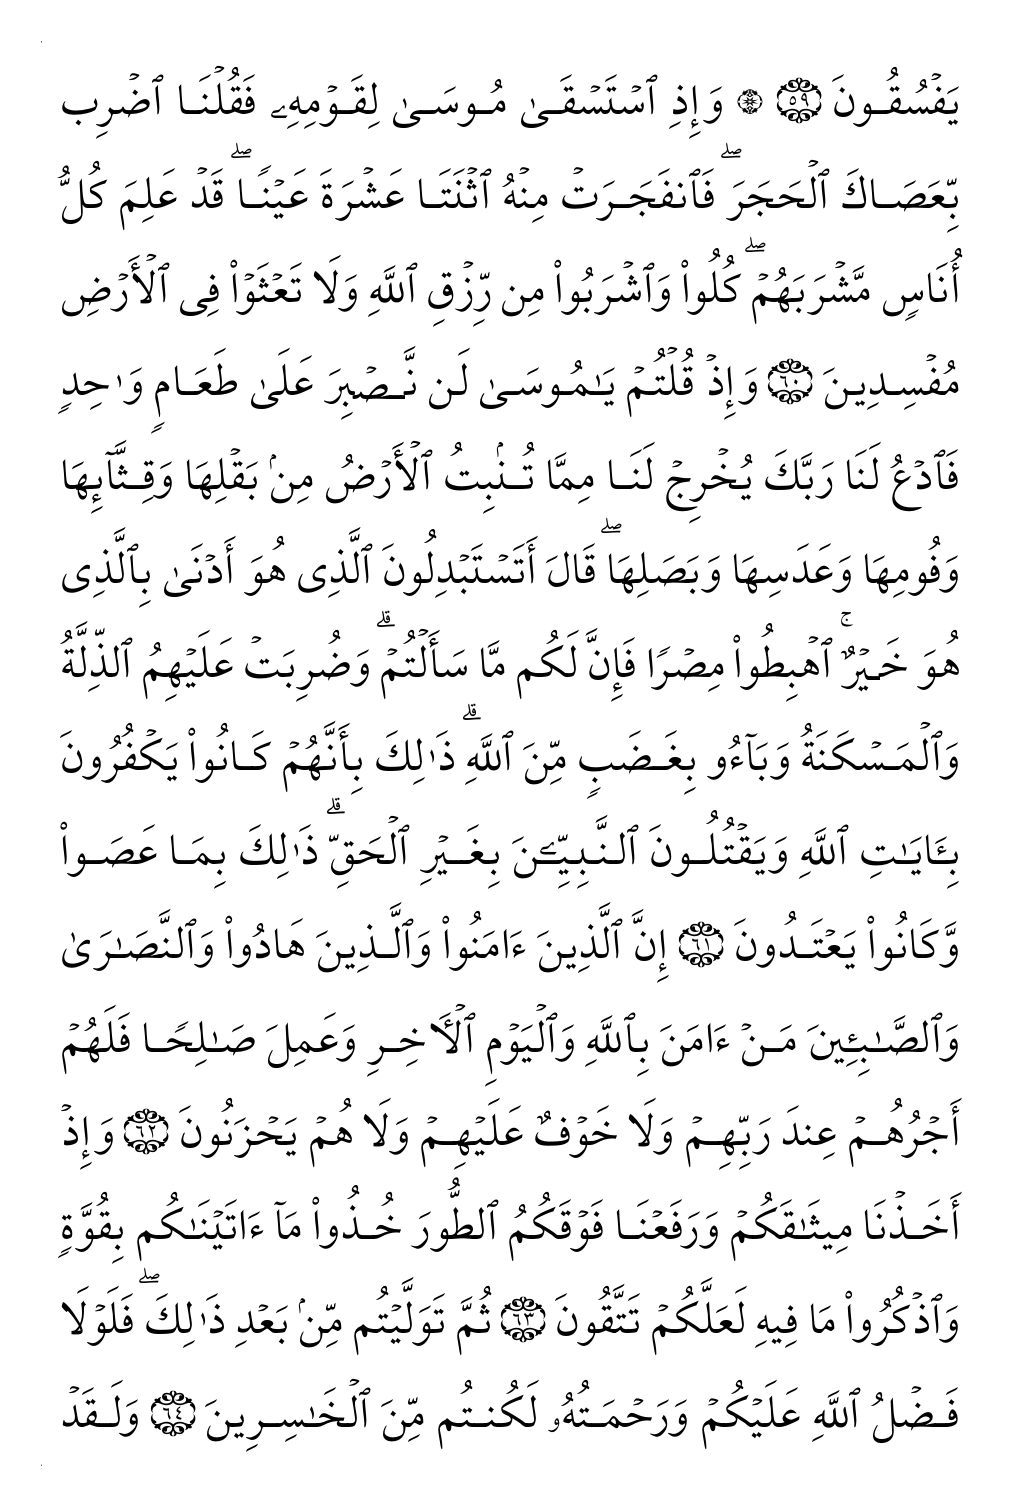 يَفۡسُقُونَ ٥٩ ۞ وَإِذِ ٱسۡتَسۡقَىٰ مُوسَىٰ لِقَوۡمِهِۦ فَقُلۡنَا ٱضۡرِب
بِّعَصَاكَ ٱلۡحَجَرَۖ فَٱنفَجَرَتۡ مِنۡهُ ٱثۡنَتَا عَشۡرَةَ عَيۡنٗاۖ قَدۡ عَلِمَ كُلُّ
أُنَاسٖ مَّشۡرَبَهُمۡۖ كُلُواْ وَٱشۡرَبُواْ مِن رِّزۡقِ ٱللَّهِ وَلَا تَعۡثَوۡاْ فِي ٱلۡأَرۡضِ
مُفۡسِدِينَ ٦٠ وَإِذۡ قُلۡتُمۡ يَٰمُوسَىٰ لَن نَّصۡبِرَ عَلَىٰ طَعَامٖ وَٰحِدٖ
فَٱدۡعُ لَنَا رَبَّكَ يُخۡرِجۡ لَنَا مِمَّا تُنۢبِتُ ٱلۡأَرۡضُ مِنۢ بَقۡلِهَا وَقِثَّآئِهَا
وَفُومِهَا وَعَدَسِهَا وَبَصَلِهَاۖ قَالَ أَتَسۡتَبۡدِلُونَ ٱلَّذِي هُوَ أَدۡنَىٰ بِٱلَّذِي
هُوَ خَيۡرٌۚ ٱهۡبِطُواْ مِصۡرٗا فَإِنَّ لَكُم مَّا سَأَلۡتُمۡۗ وَضُرِبَتۡ عَلَيۡهِمُ ٱلذِّلَّةُ
وَٱلۡمَسۡكَنَةُ وَبَآءُو بِغَضَبٖ مِّنَ ٱللَّهِۗ ذَٰلِكَ بِأَنَّهُمۡ كَانُواْ يَكۡفُرُونَ
بِـَٔايَٰتِ ٱللَّهِ وَيَقۡتُلُونَ ٱلنَّبِيِّـۧنَ بِغَيۡرِ ٱلۡحَقِّۗ ذَٰلِكَ بِمَا عَصَواْ
وَّكَانُواْ يَعۡتَدُونَ ٦١ إِنَّ ٱلَّذِينَ ءَامَنُواْ وَٱلَّذِينَ هَادُواْ وَٱلنَّصَٰرَىٰ
وَٱلصَّٰبِـِٔينَ مَنۡ ءَامَنَ بِٱللَّهِ وَٱلۡيَوۡمِ ٱلۡأٓخِرِ وَعَمِلَ صَٰلِحٗا فَلَهُمۡ
أَجۡرُهُمۡ عِندَ رَبِّهِمۡ وَلَا خَوۡفٌ عَلَيۡهِمۡ وَلَا هُمۡ يَحۡزَنُونَ ٦٢ وَإِذۡ
أَخَذۡنَا مِيثَٰقَكُمۡ وَرَفَعۡنَا فَوۡقَكُمُ ٱلطُّورَ خُذُواْ مَآ ءَاتَيۡنَٰكُم بِقُوَّةٖ
وَٱذۡكُرُواْ مَا فِيهِ لَعَلَّكُمۡ تَتَّقُونَ ٦٣ ثُمَّ تَوَلَّيۡتُم مِّنۢ بَعۡدِ ذَٰلِكَۖ فَلَوۡلَا
فَضۡلُ ٱللَّهِ عَلَيۡكُمۡ وَرَحۡمَتُهُۥ لَكُنتُم مِّنَ ٱلۡخَٰسِرِينَ ٦٤ وَلَقَدۡ